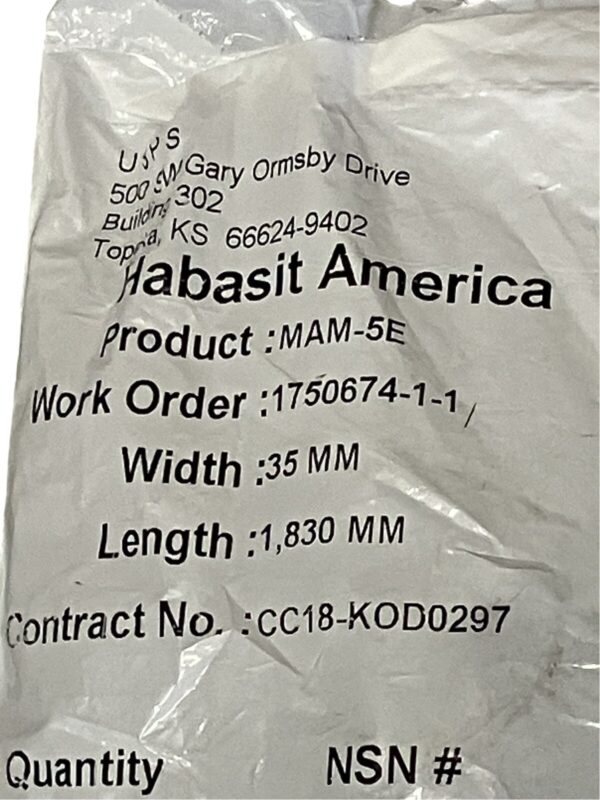 USPS
500 SW Gary Ormsby Drive
Building 302
Topeka, KS 66624-9402
Habasit America
Product :MAM-5E
Work Order :1750674-1-1
Width :35 MM
Length :1,830 MM
Contract No. :CC18-KOD0297
Quantity NSN #